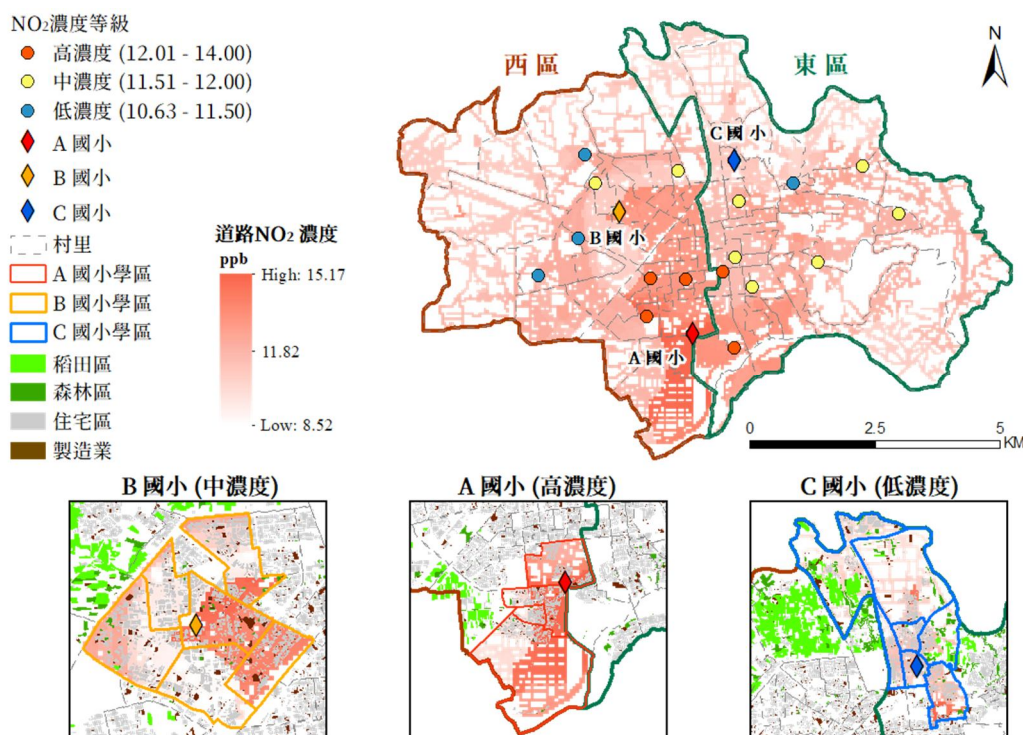 NO₂濃度等級
高濃度 (12.01 - 14.00)
中濃度 (11.51 - 12.00)
低濃度 (10.63 - 11.50)
A 國小
B 國小
C 國小
村里
A 國小學區
B 國小學區
C 國小學區
稻田區
森林區
住宅區
製造業
道路NO₂ 濃度
ppb
High: 15.17
11.82
Low: 8.52
西 區
東 區
N
C 國 小
B 國 小
A 國 小
0 2.5 5
KM
B 國小 (中濃度)
A 國小 (高濃度)
C 國小 (低濃度)